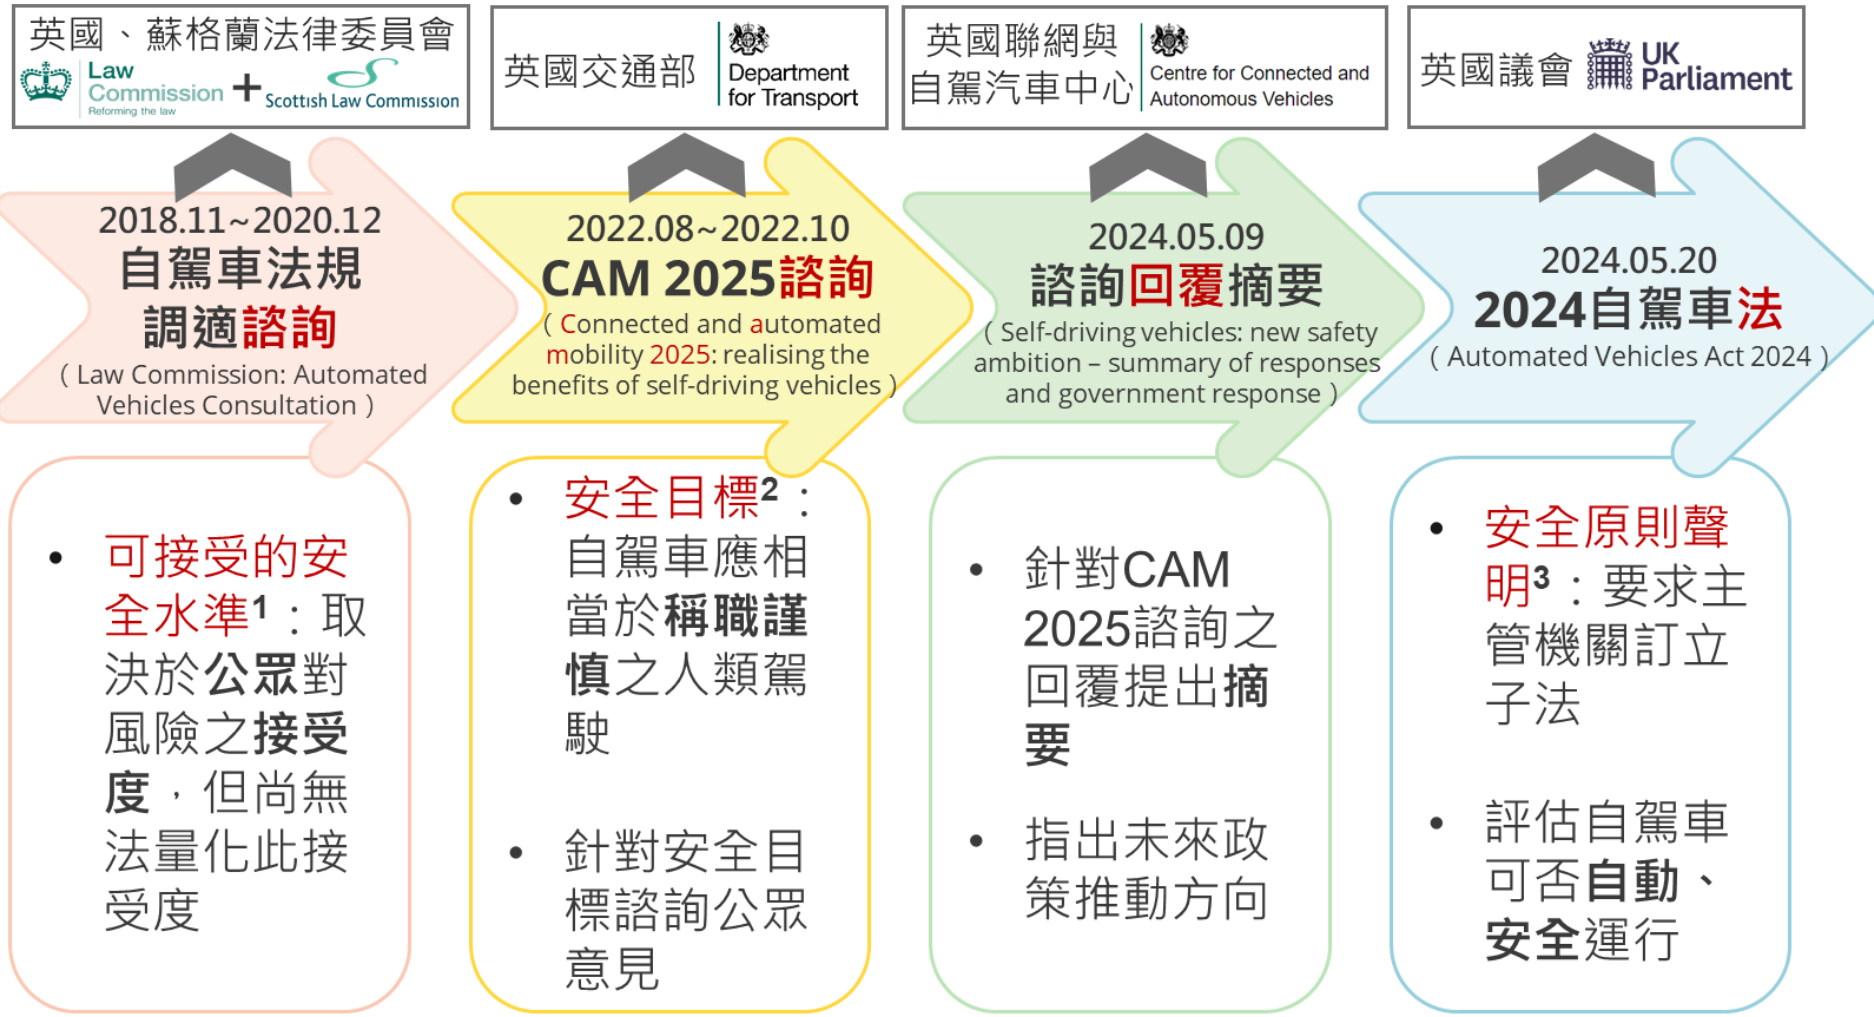 英國、蘇格蘭法律委員會
Law
Commission
Reforming the law
+
Scottish Law Commission
英國交通部
Department
for Transport
英國聯網與
自駕汽車中心
Centre for Connected and
Autonomous Vehicles
英國議會
UK
Parliament
2018.11~2020.12
自駕車法規
調適諮詢
（Law Commission: Automated
Vehicles Consultation）
2022.08~2022.10
CAM 2025諮詢
（Connected and automated
mobility 2025: realising the
benefits of self-driving vehicles）
2024.05.09
諮詢回覆摘要
（Self-driving vehicles: new safety
ambition – summary of responses
and government response）
2024.05.20
2024自駕車法
（Automated Vehicles Act 2024）
• 可接受的安
全水準1：取
決於公眾對
風險之接受
度，但尚無
法量化此接
受度
• 安全目標2：
自駕車應相
當於稱職謹
慎之人類駕
駛
• 針對安全目
標諮詢公眾
意見
• 針對CAM
2025諮詢之
回覆提出摘
要
• 指出未來政
策推動方向
• 安全原則聲
明3：要求主
管機關訂立
子法
• 評估自駕車
可否自動、
安全運行